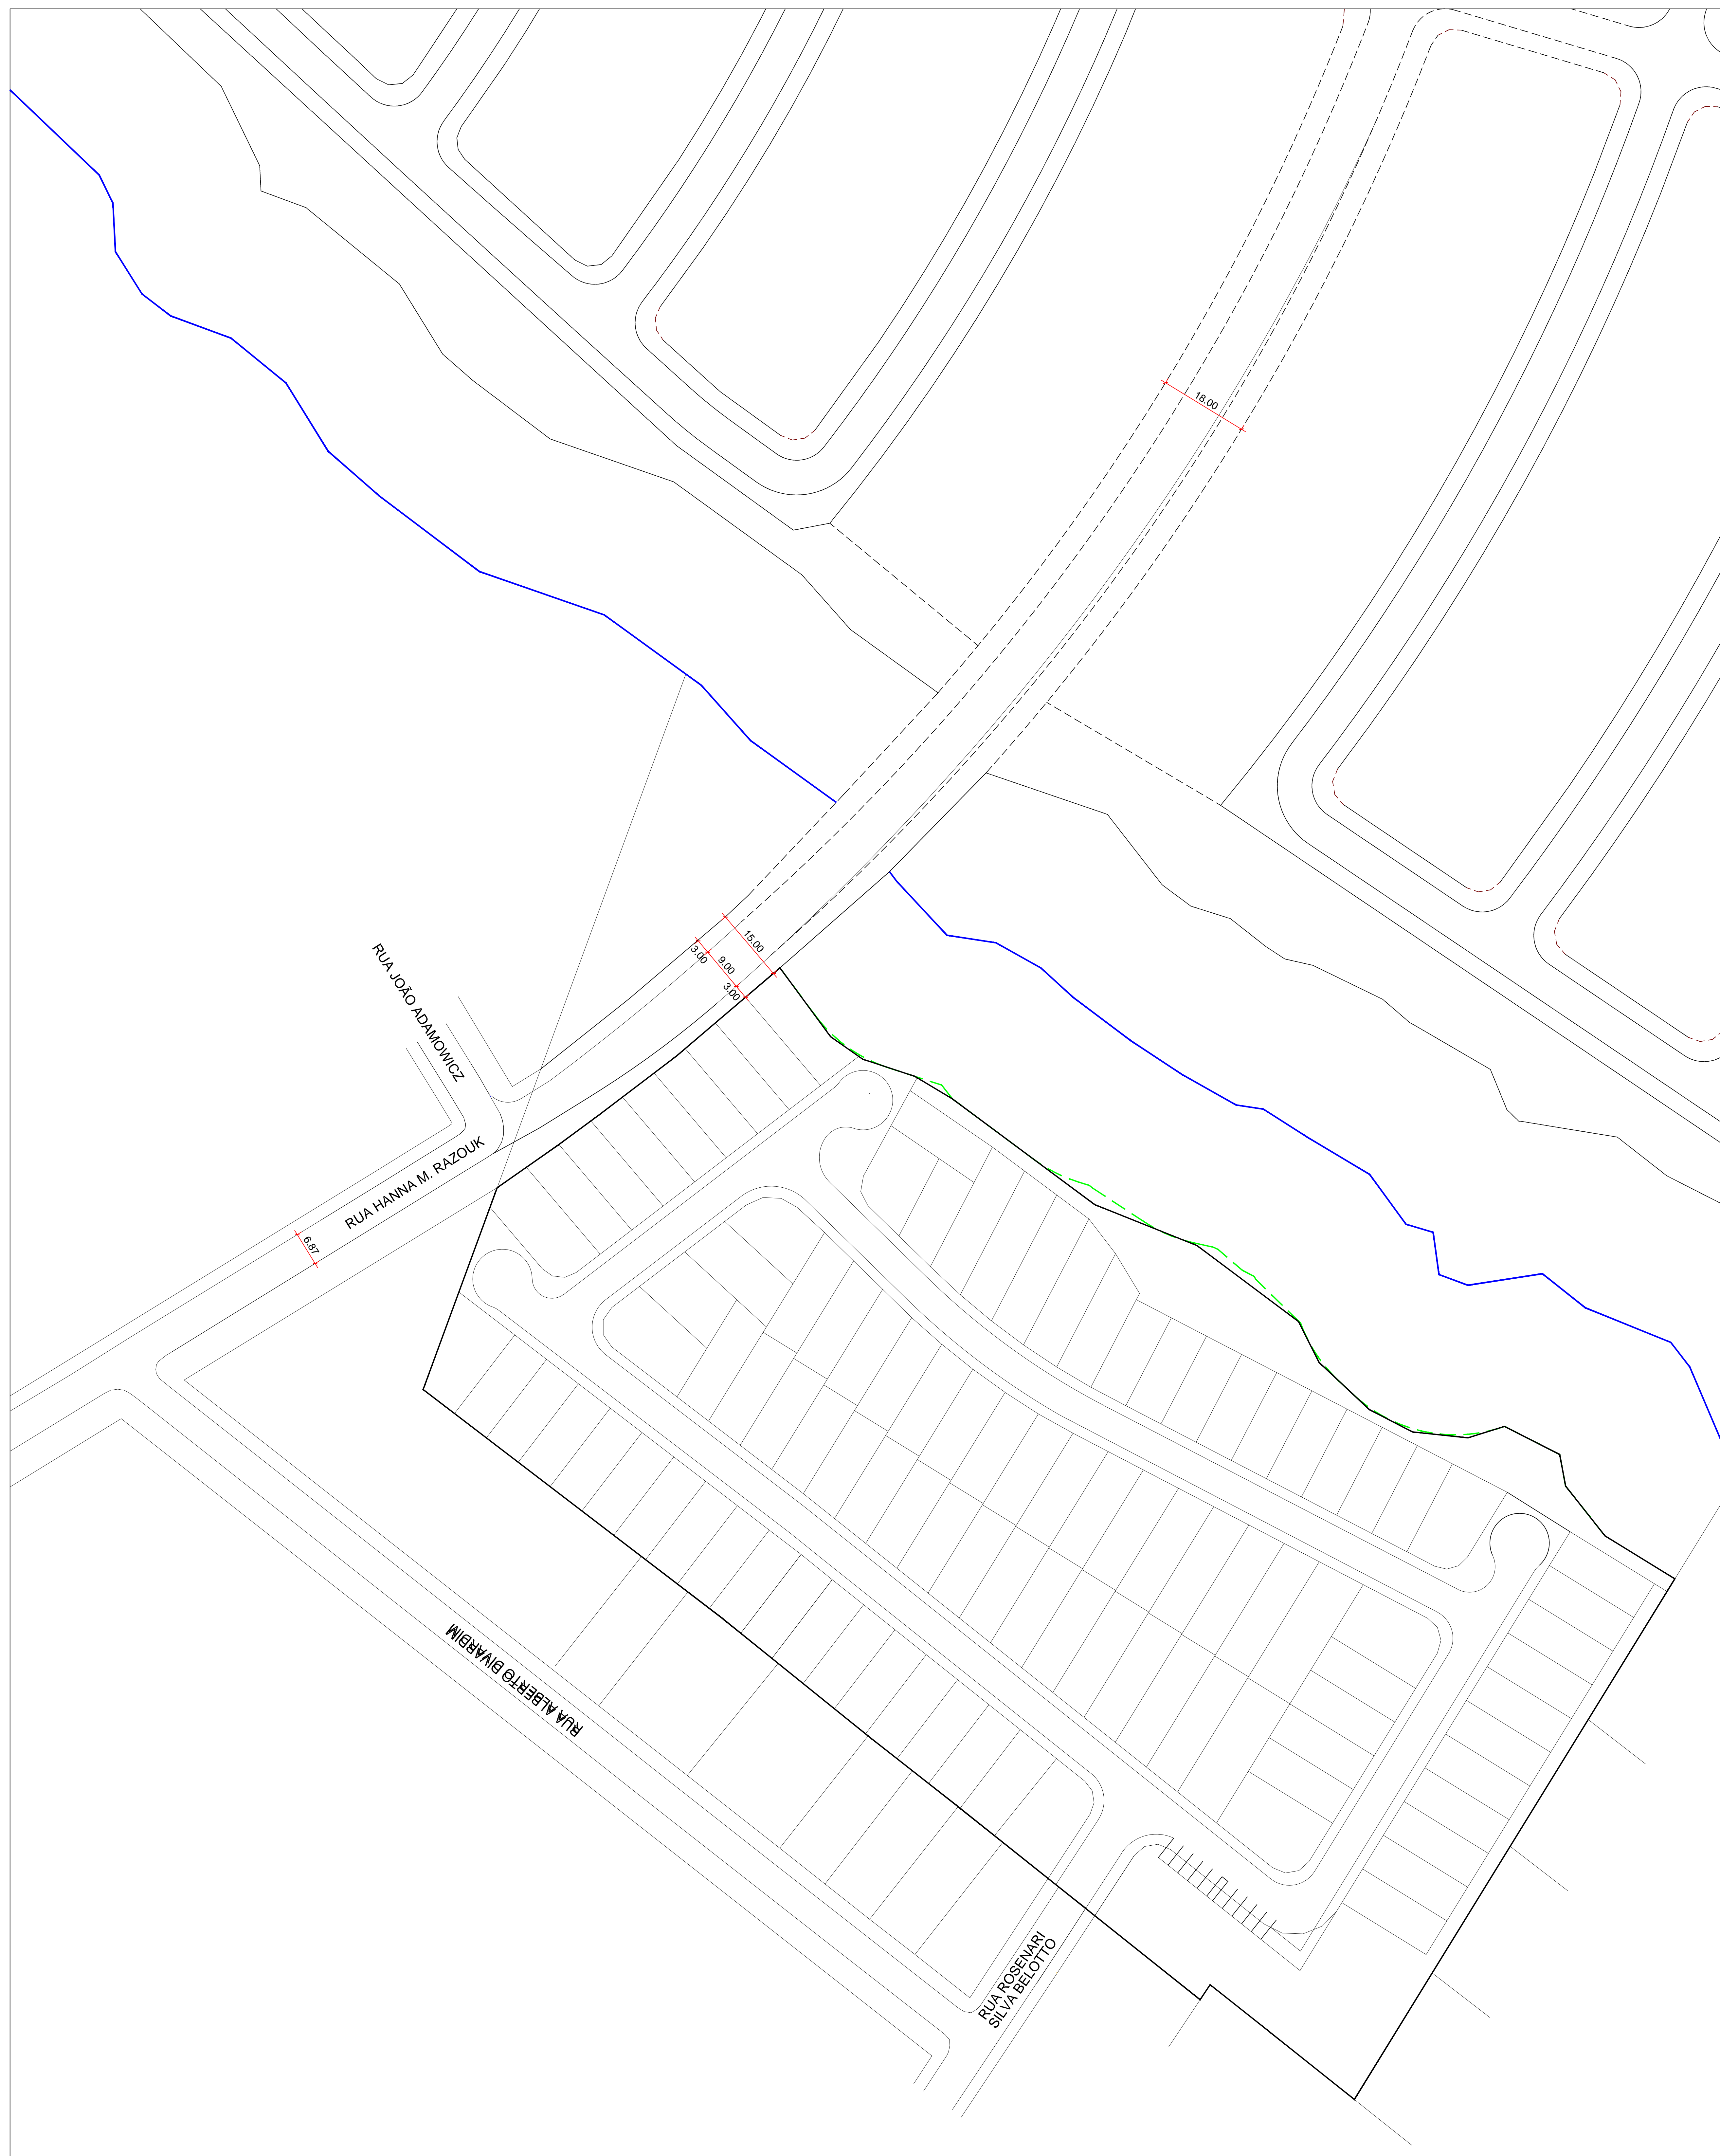 18.00
15.00
3.00
9.00
3.00
RUA JOÃO ADAMOWICZ
RUA HANNA M. RAZOUK
6.87
RUA ALBERTO DIVARDIM
RUA ROSENARI
SILVA BELOTTO